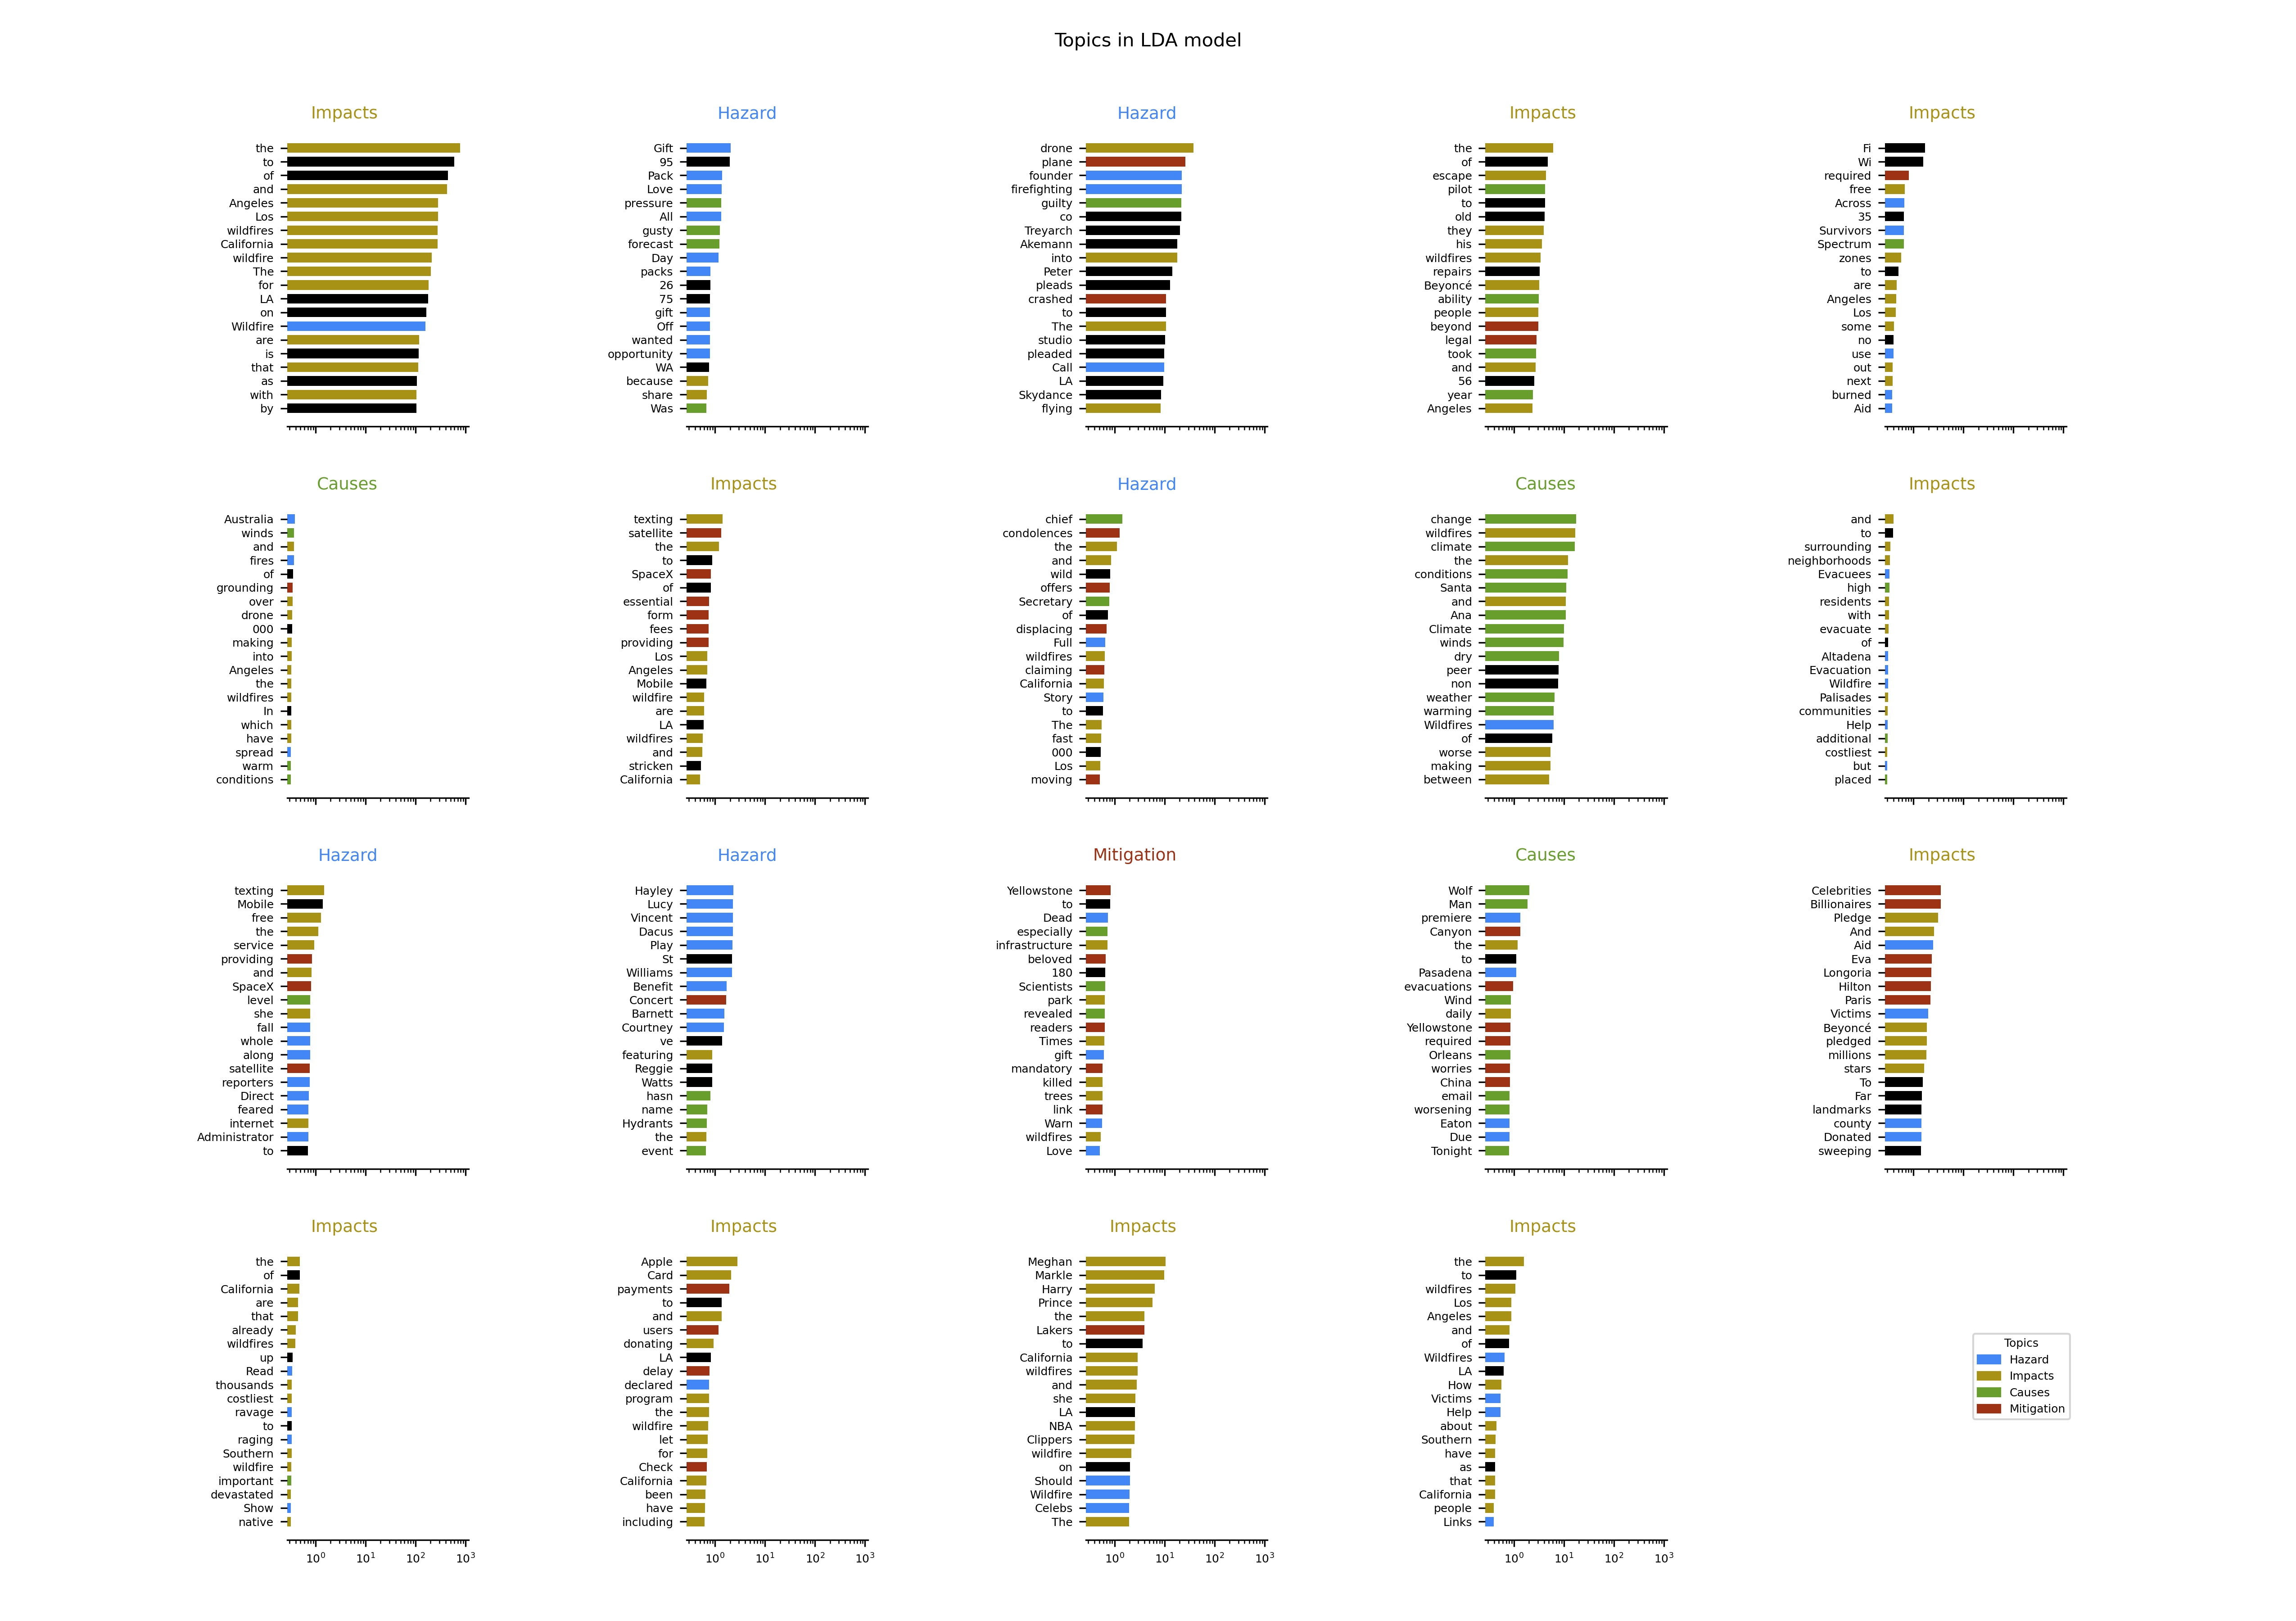 Topics in LDA model
Impacts
the
to
of
and
Angeles
Los
wildfires
California
wildfire
The
for
LA
on
Wildfire
are
is
that
as
with
by
Hazard
Gift
95
Pack
Love
pressure
All
gusty
forecast
Day
packs
26
75
gift
Off
wanted
opportunity
WA
because
share
Was
Hazard
drone
plane
founder
firefighting
guilty
co
Treyarch
Akemann
into
Peter
pleads
crashed
to
The
studio
pleaded
Call
LA
Skydance
flying
Impacts
the
of
escape
pilot
to
old
they
his
wildfires
repairs
Beyoncé
ability
people
beyond
legal
took
and
56
year
Angeles
Impacts
Fi
Wi
required
free
Across
35
Survivors
Spectrum
zones
to
are
Angeles
Los
some
no
use
out
next
burned
Aid
Causes
Australia
winds
and
fires
of
grounding
over
drone
000
making
into
Angeles
the
wildfires
In
which
have
spread
warm
conditions
Impacts
texting
satellite
the
to
SpaceX
of
essential
form
fees
providing
Los
Angeles
Mobile
wildfire
are
LA
wildfires
and
stricken
California
Hazard
chief
condolences
the
and
wild
offers
Secretary
of
displacing
Full
wildfires
claiming
California
Story
to
The
fast
000
Los
moving
Causes
change
wildfires
climate
the
conditions
Santa
and
Ana
Climate
winds
dry
peer
non
weather
warming
Wildfires
of
worse
making
between
Impacts
and
to
surrounding
neighborhoods
Evacuees
high
residents
with
evacuate
of
Altadena
Evacuation
Wildfire
Palisades
communities
Help
additional
costliest
but
placed
Hazard
texting
Mobile
free
the
service
providing
and
SpaceX
level
she
fall
whole
along
satellite
reporters
Direct
feared
internet
Administrator
to
Hazard
Hayley
Lucy
Vincent
Dacus
Play
St
Williams
Benefit
Concert
Barnett
Courtney
ve
featuring
Reggie
Watts
hasn
name
Hydrants
the
event
Mitigation
Yellowstone
to
Dead
especially
infrastructure
beloved
180
Scientists
park
revealed
readers
Times
gift
mandatory
killed
trees
link
Warn
wildfires
Love
Causes
Wolf
Man
premiere
Canyon
the
to
Pasadena
evacuations
Wind
daily
Yellowstone
required
Orleans
worries
China
email
worsening
Eaton
Due
Tonight
Impacts
Celebrities
Billionaires
Pledge
And
Aid
Eva
Longoria
Hilton
Paris
Victims
Beyoncé
pledged
millions
stars
To
Far
landmarks
county
Donated
sweeping
Impacts
the
of
California
are
that
already
wildfires
up
Read
thousands
costliest
ravage
to
raging
Southern
wildfire
important
devastated
Show
native
10⁰ 10¹ 10² 10³
Impacts
Apple
Card
payments
to
and
users
donating
LA
delay
declared
program
the
wildfire
let
for
Check
California
been
have
including
10⁰ 10¹ 10² 10³
Impacts
Meghan
Markle
Harry
Prince
the
Lakers
to
California
wildfires
and
she
LA
NBA
Clippers
wildfire
on
Should
Wildfire
Celebs
The
10⁰ 10¹ 10² 10³
Impacts
the
to
wildfires
Los
Angeles
and
of
Wildfires
LA
How
Victims
Help
about
Southern
have
as
that
California
people
Links
10⁰ 10¹ 10² 10³
Topics
Hazard
Impacts
Causes
Mitigation